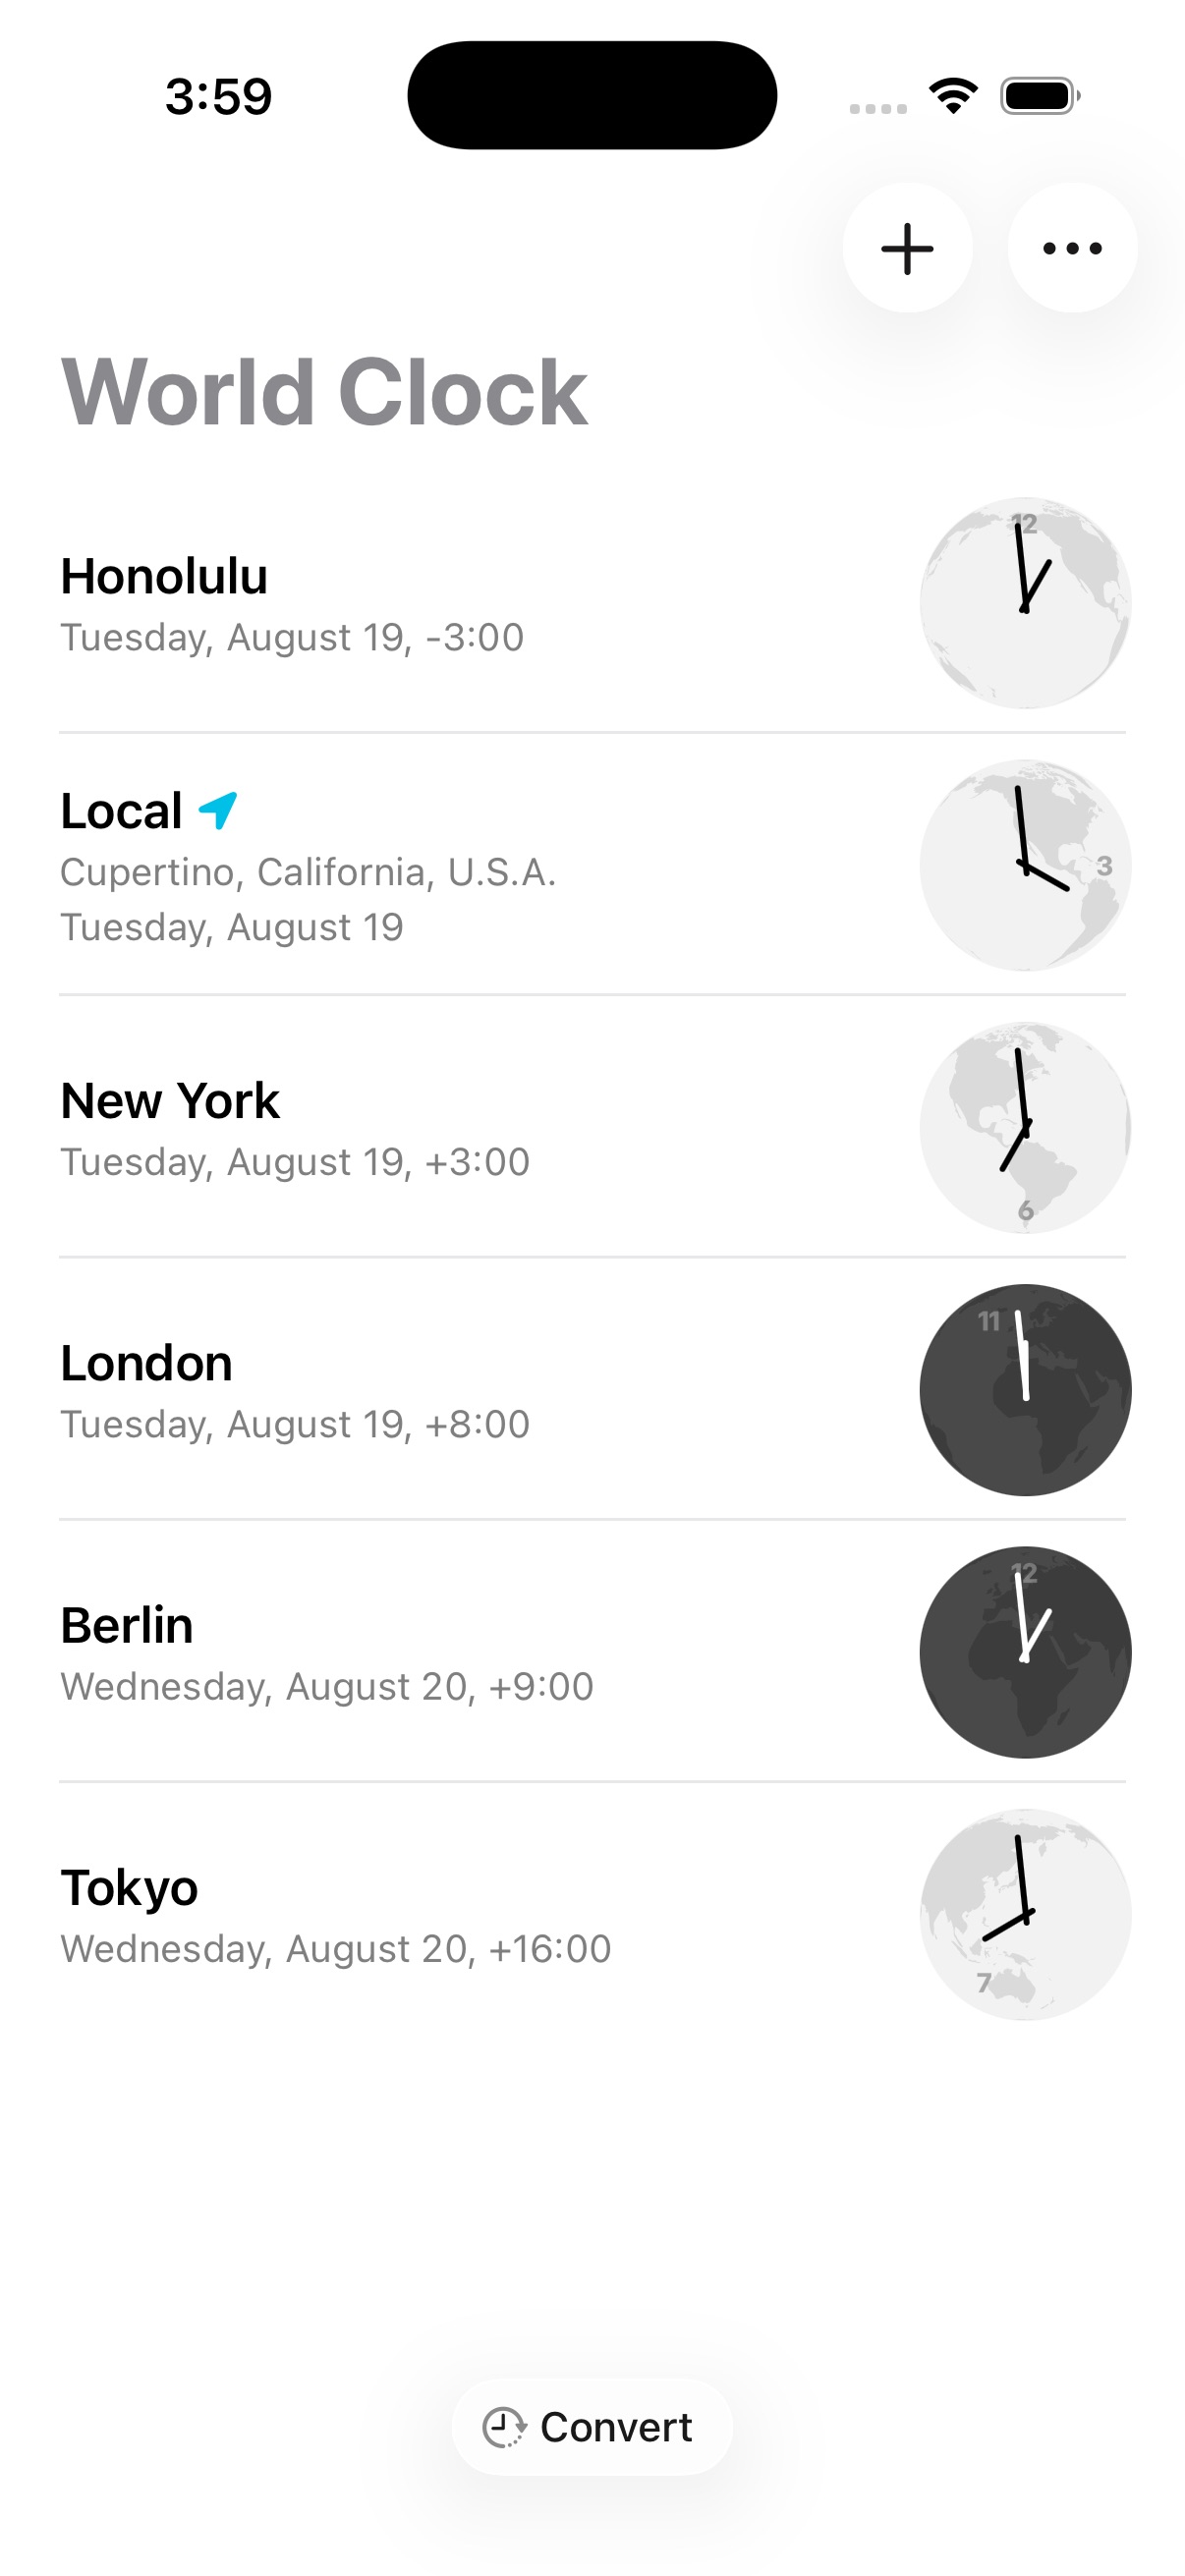 3:59
World Clock
Honolulu
Tuesday, August 19, -3:00
12
Local
Cupertino, California, U.S.A.
Tuesday, August 19
3
New York
Tuesday, August 19, +3:00
6
London
Tuesday, August 19, +8:00
11
Berlin
Wednesday, August 20, +9:00
12
Tokyo
Wednesday, August 20, +16:00
7
Convert